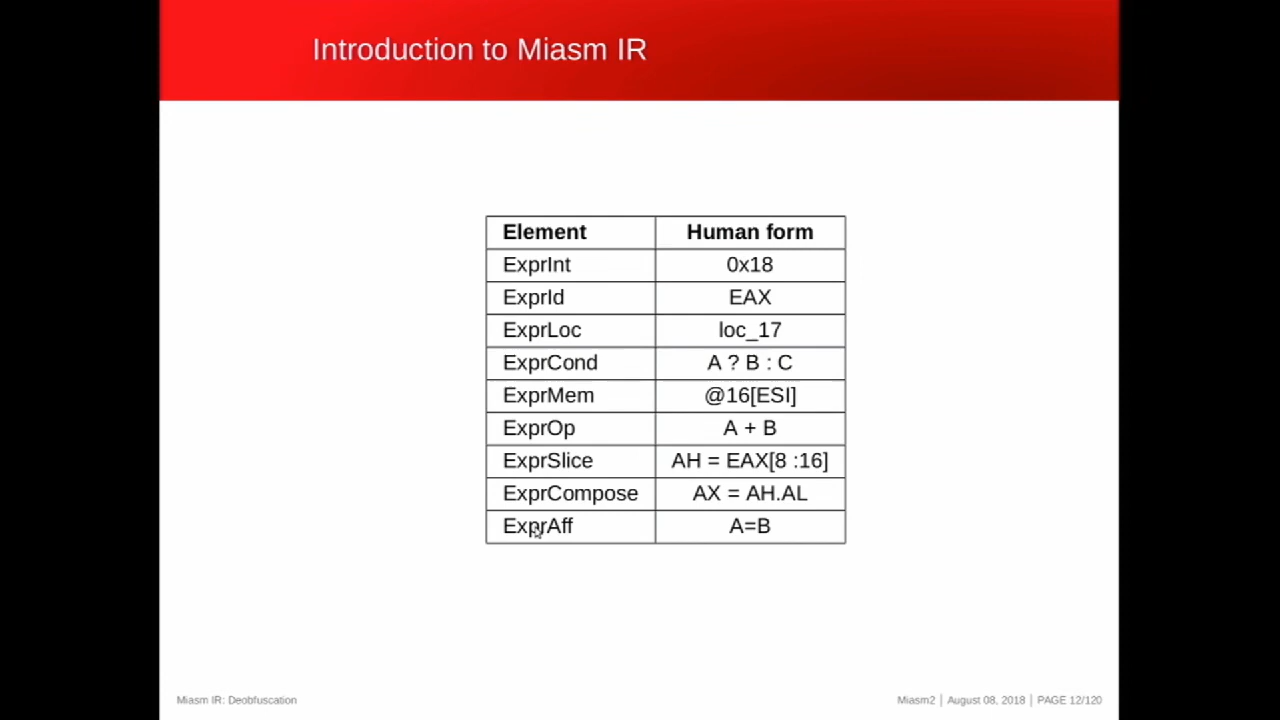 Introduction to Miasm IR
Element Human form
ExprInt 0x18
ExprId EAX
ExprLoc loc_17
ExprCond A ? B : C
ExprMem @16[ESI]
ExprOp A + B
ExprSlice AH = EAX[8 :16]
ExprCompose AX = AH.AL
ExprAff A=B
Miasm IR: Deobfuscation Miasm2 | August 08, 2018 | PAGE 12/120